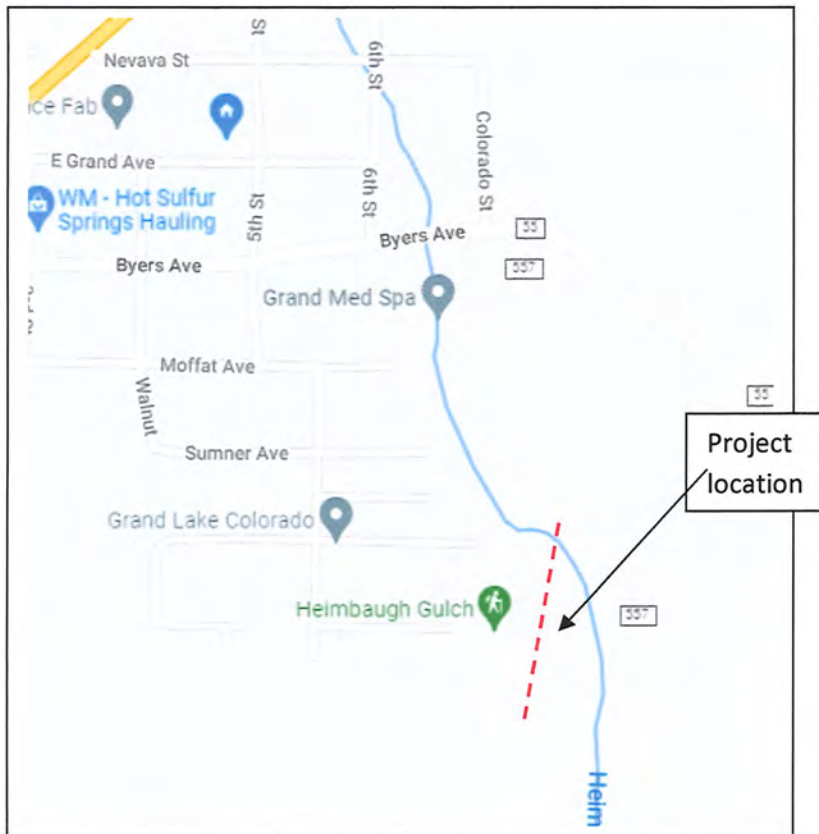 St
6th St
Nevava St
ce Fab
Colorado St
E Grand Ave
WM - Hot Sulfur
Springs Hauling
5th St
6th St
Byers Ave
55
Byers Ave
557
Grand Med Spa
Moffat Ave
55
Walnut
Project
location
Sumner Ave
Grand Lake Colorado
Heimbaugh Gulch
557
Heim